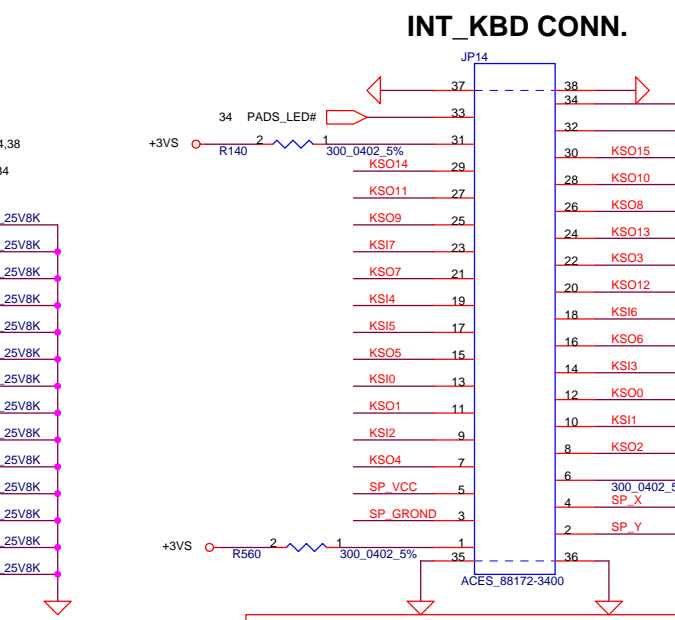 INT_KBD CONN.
JP14
37 38
34
34 PADS_LED# 33
4,38
+3VS 2 1 31 32
R140 300_0402_5%
30 KSO15
KSO14 29
34
28 KSO10
KSO11 27
26 KSO8
25V8K KSO9 25
24 KSO13
25V8K KSI7 23
22 KSO3
25V8K KSO7 21
20 KSO12
25V8K KSI4 19
18 KSI6
25V8K KSI5 17
16 KSO6
25V8K KSO5 15
14 KSI3
25V8K KSI0 13
12 KSO0
25V8K KSO1 11
10 KSI1
25V8K KSI2 9
8 KSO2
25V8K KSO4 7
6
25V8K SP_VCC 5
300_0402_5
4 SP_X
25V8K SP_GROND 3
2 SP_Y
25V8K +3VS 2 1 1
R560 300_0402_5%
35 36
25V8K
ACES_88172-3400